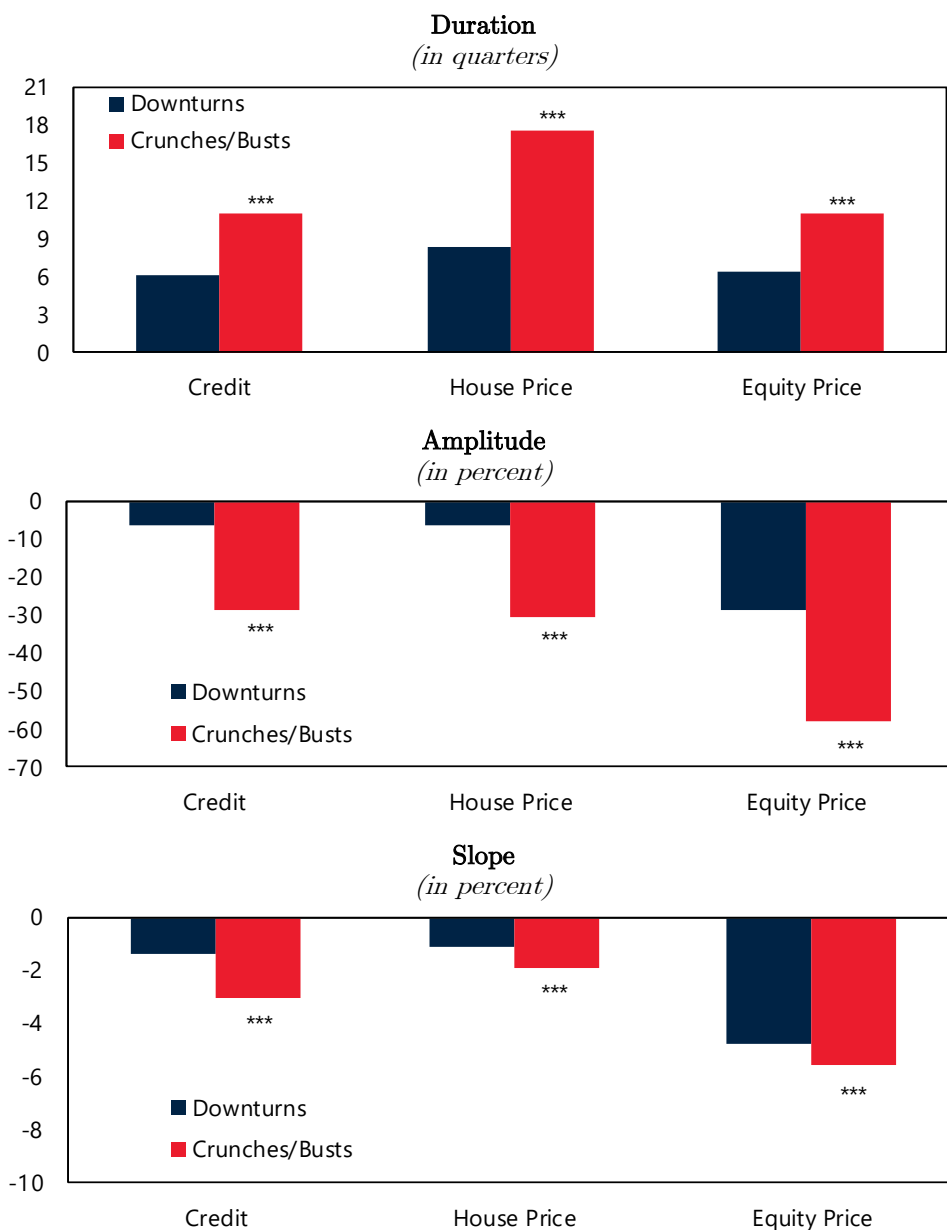 Duration
(in quarters)
21
18
15
12
9
6
3
0
Downturns
Crunches/Busts
***
***
***
Credit House Price Equity Price
Amplitude
(in percent)
0
-10
-20
-30
-40
-50
-60
-70
***
***
***
Downturns
Crunches/Busts
Credit House Price Equity Price
Slope
(in percent)
0
-2
-4
-6
-8
-10
***
***
***
Downturns
Crunches/Busts
Credit House Price Equity Price